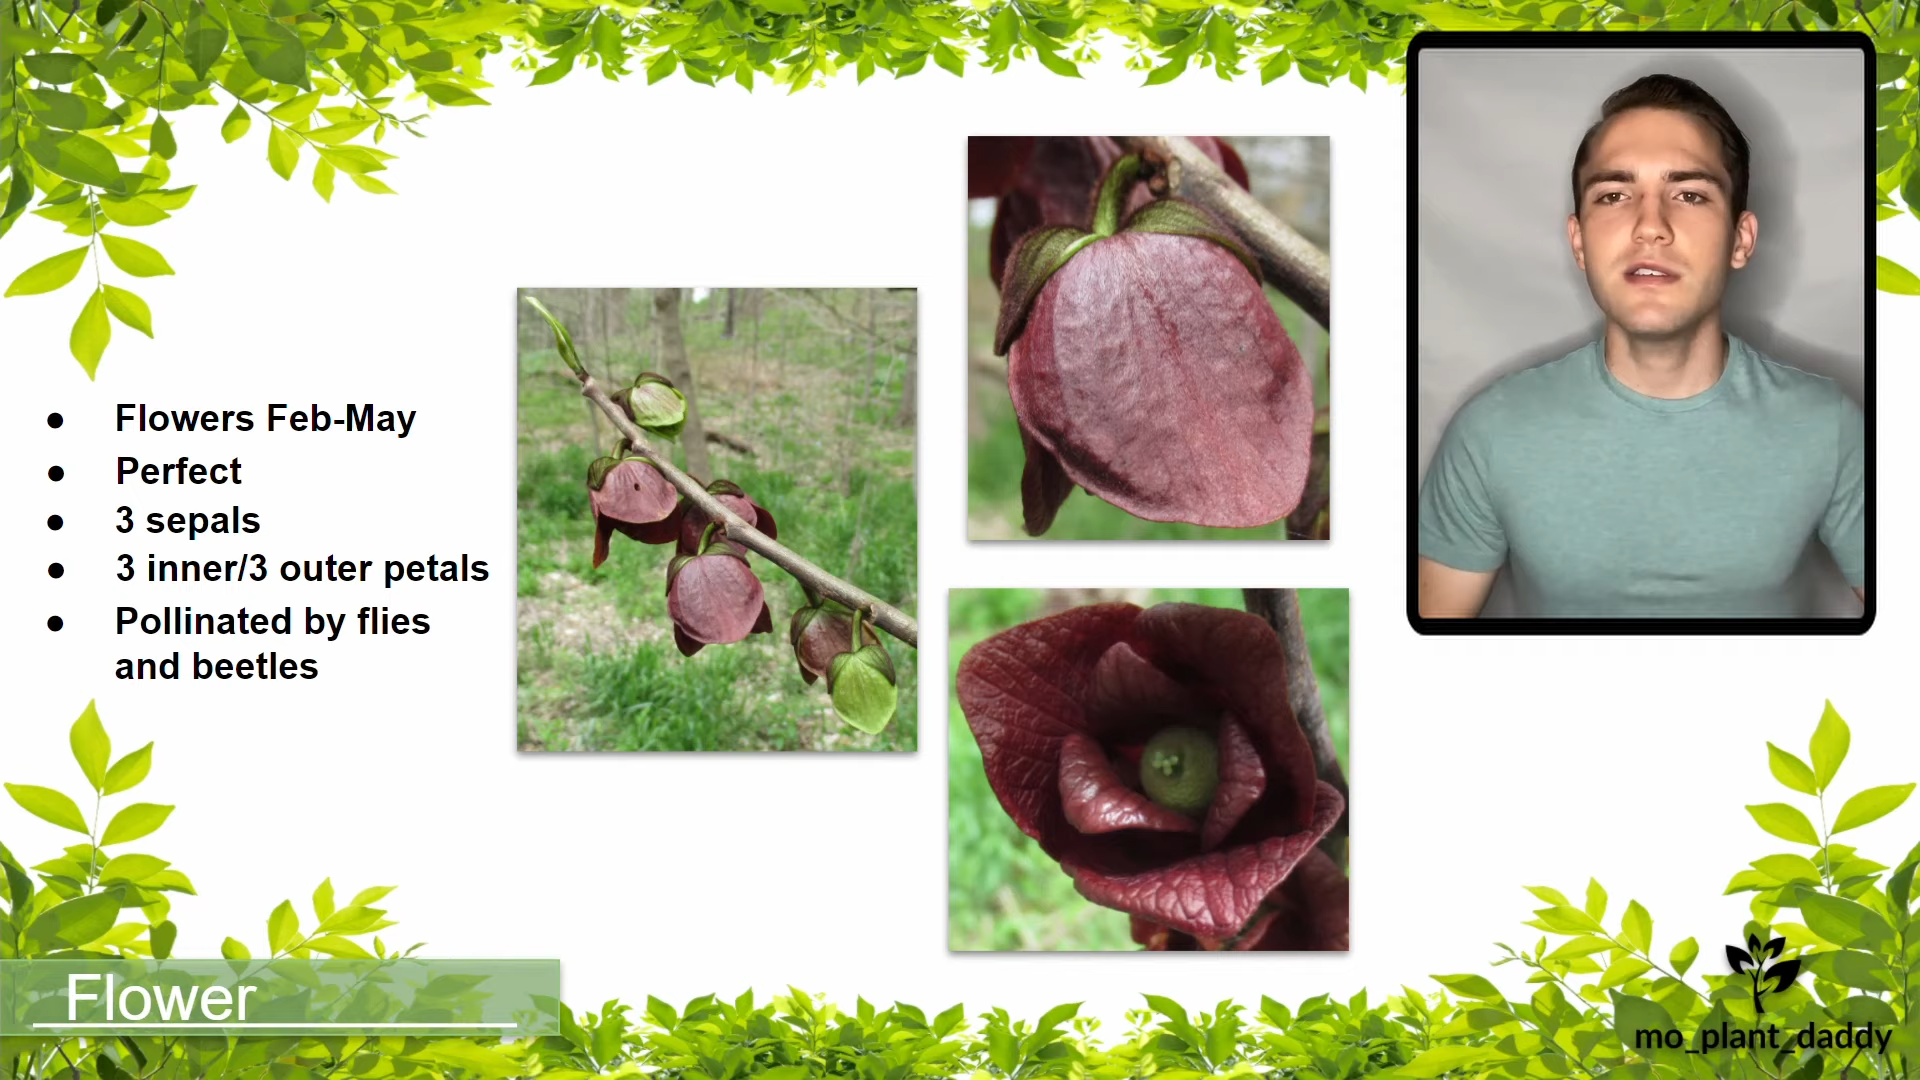 ● Flowers Feb-May
● Perfect
● 3 sepals
● 3 inner/3 outer petals
● Pollinated by flies
and beetles
Flower
mo_plant_daddy